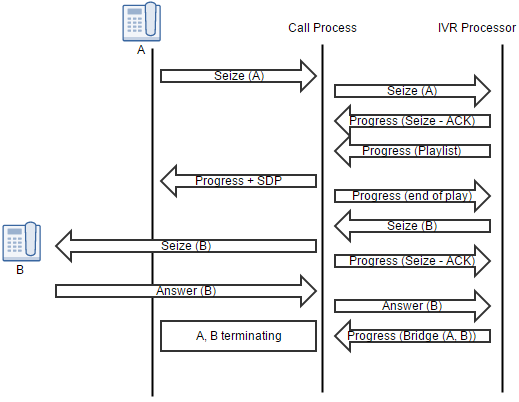 Call Process
IVR Processor
A
Seize (A)
Seize (A)
Progress (Seize - ACK)
Progress (Playlist)
Progress + SDP
Progress (end of play)
Seize (B)
Seize (B)
Progress (Seize - ACK)
B
Answer (B)
Answer (B)
A, B terminating
Progress (Bridge (A, B))